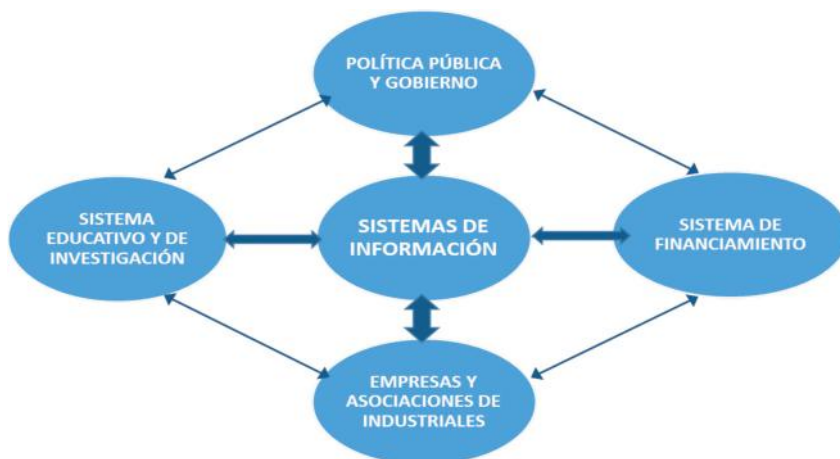 POLÍTICA PÚBLICA
Y GOBIERNO
SISTEMA
EDUCATIVO Y DE
INVESTIGACIÓN
SISTEMAS DE
INFORMACIÓN
SISTEMA DE
FINANCIAMIENTO
EMPRESAS Y
ASOCIACIONES DE
INDUSTRIALES